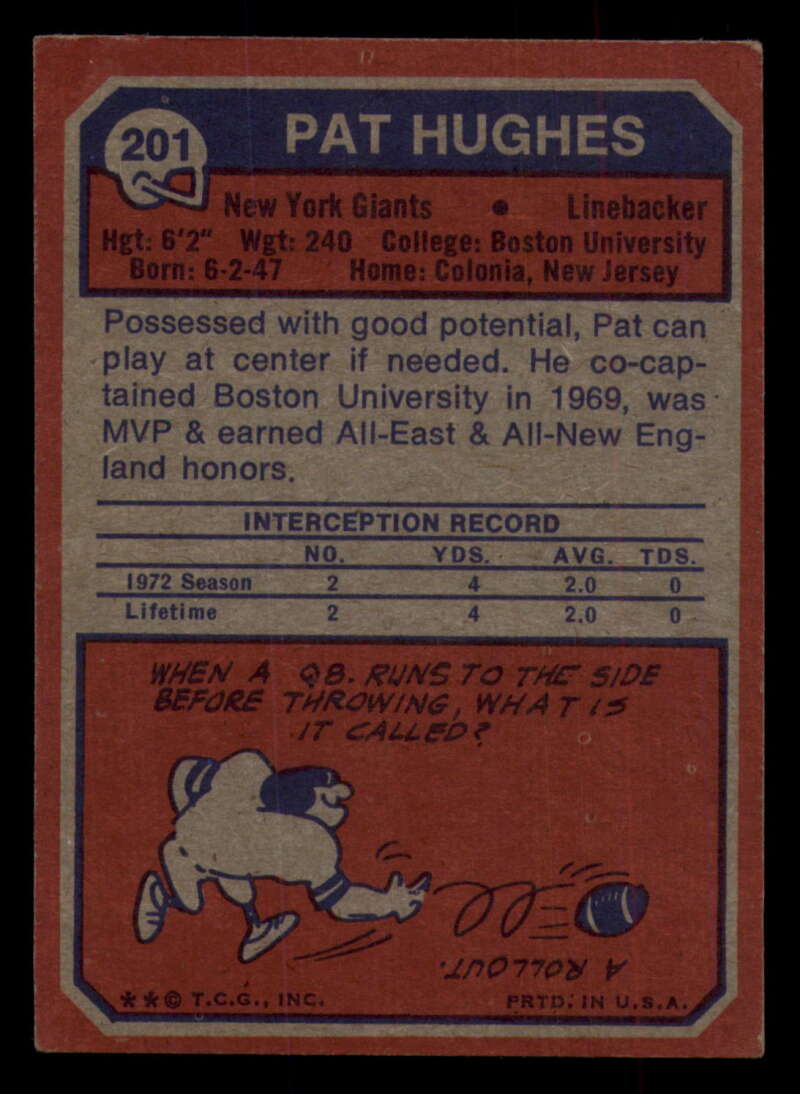 201 PAT HUGHES
New York Giants • Linebacker
Hgt: 6'2" Wgt: 240 College: Boston University
Born: 6-2-47 Home: Colonia, New Jersey
Possessed with good potential, Pat can
play at center if needed. He co-cap-
tained Boston University in 1969, was
MVP & earned All-East & All-New Eng-
land honors.
INTERCEPTION RECORD
NO. YDS. AVG. TDS.
1972 Season 2 4 2.0 0
Lifetime 2 4 2.0 0
WHEN A QB. RUNS TO THE SIDE
BEFORE THROWING, WHAT IS
IT CALLED?
A ROLLOUT.
**© T.C.G., INC. PRTD. IN U.S.A.